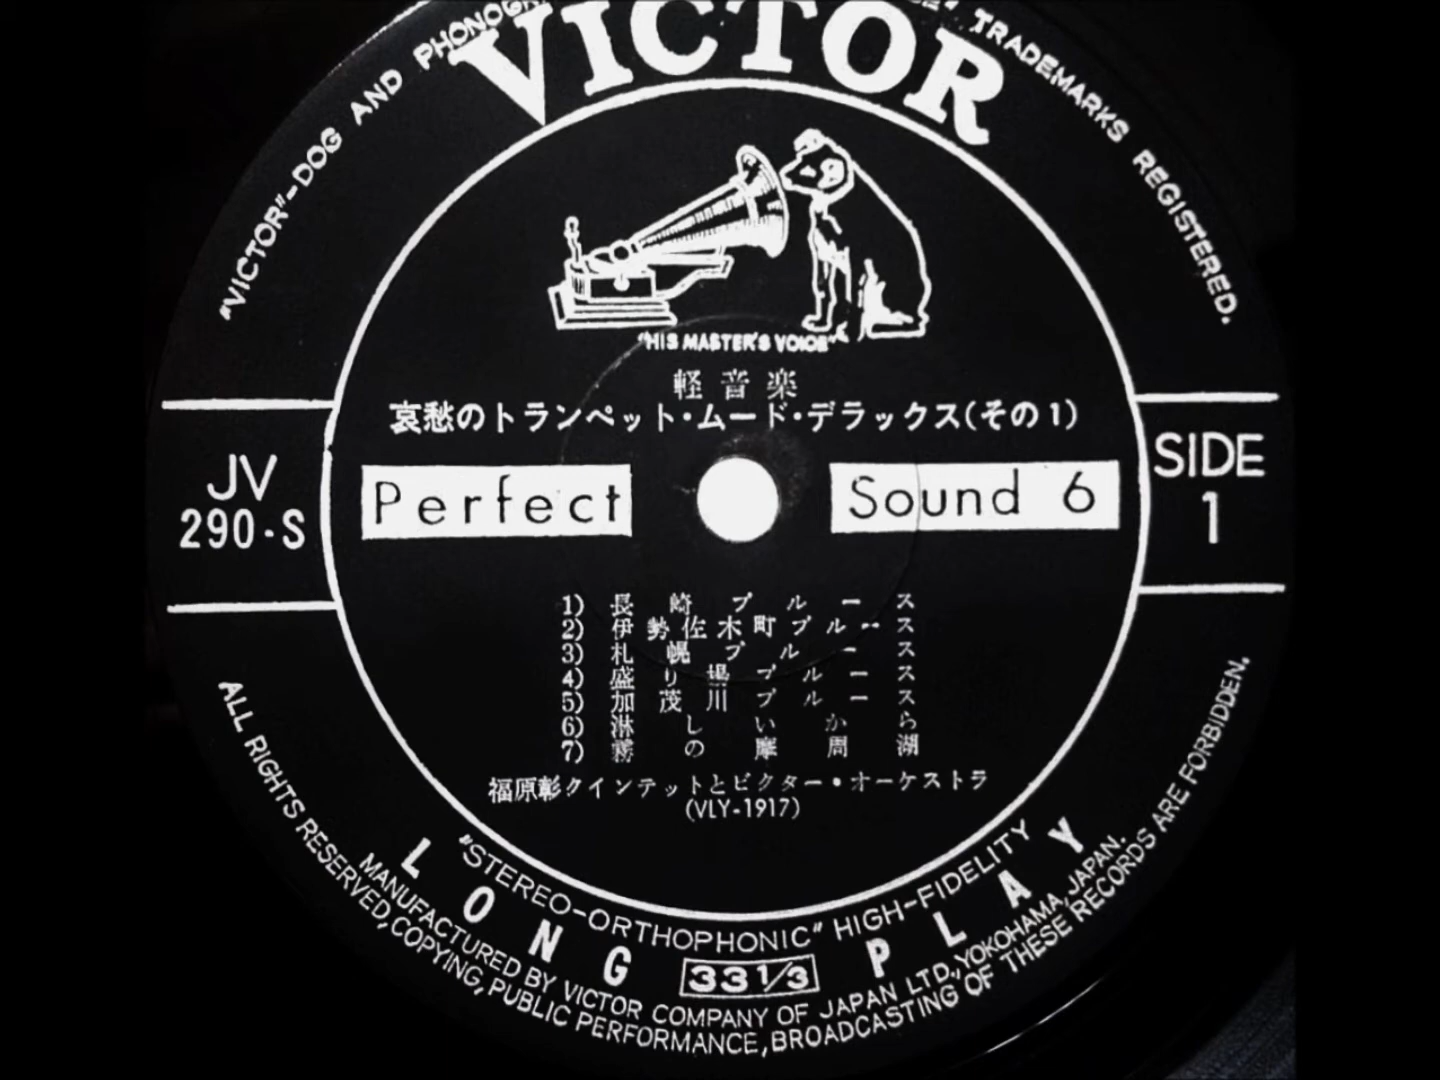 VICTOR
"VICTOR"-DOG AND
TRADEMARKS REGISTERED.
"HIS MASTER'S VOICE"
軽音楽
哀愁のトランペット・ムード・デラックス(その1)
JV
290-S
Perfect Sound 6
SIDE
1
1) 長崎ブルース
2) 伊勢佐木町ブルース
3) 札幌ブルース
4) 盛り場ブルース
5) 加茂川ブルース
6) 淋しいから
7) 霧の摩周湖
福原彰クインテットとビクター・オーケストラ
(VLY-1917)
"STEREO-ORTHOPHONIC" HIGH-FIDELITY
LONG 33 1/3 PLAY
MANUFACTURED BY VICTOR COMPANY OF JAPAN LTD., YOKOHAMA, JAPAN.
ALL RIGHTS RESERVED, COPYING, PUBLIC PERFORMANCE, BROADCASTING OF THESE RECORDS ARE FORBIDDEN.